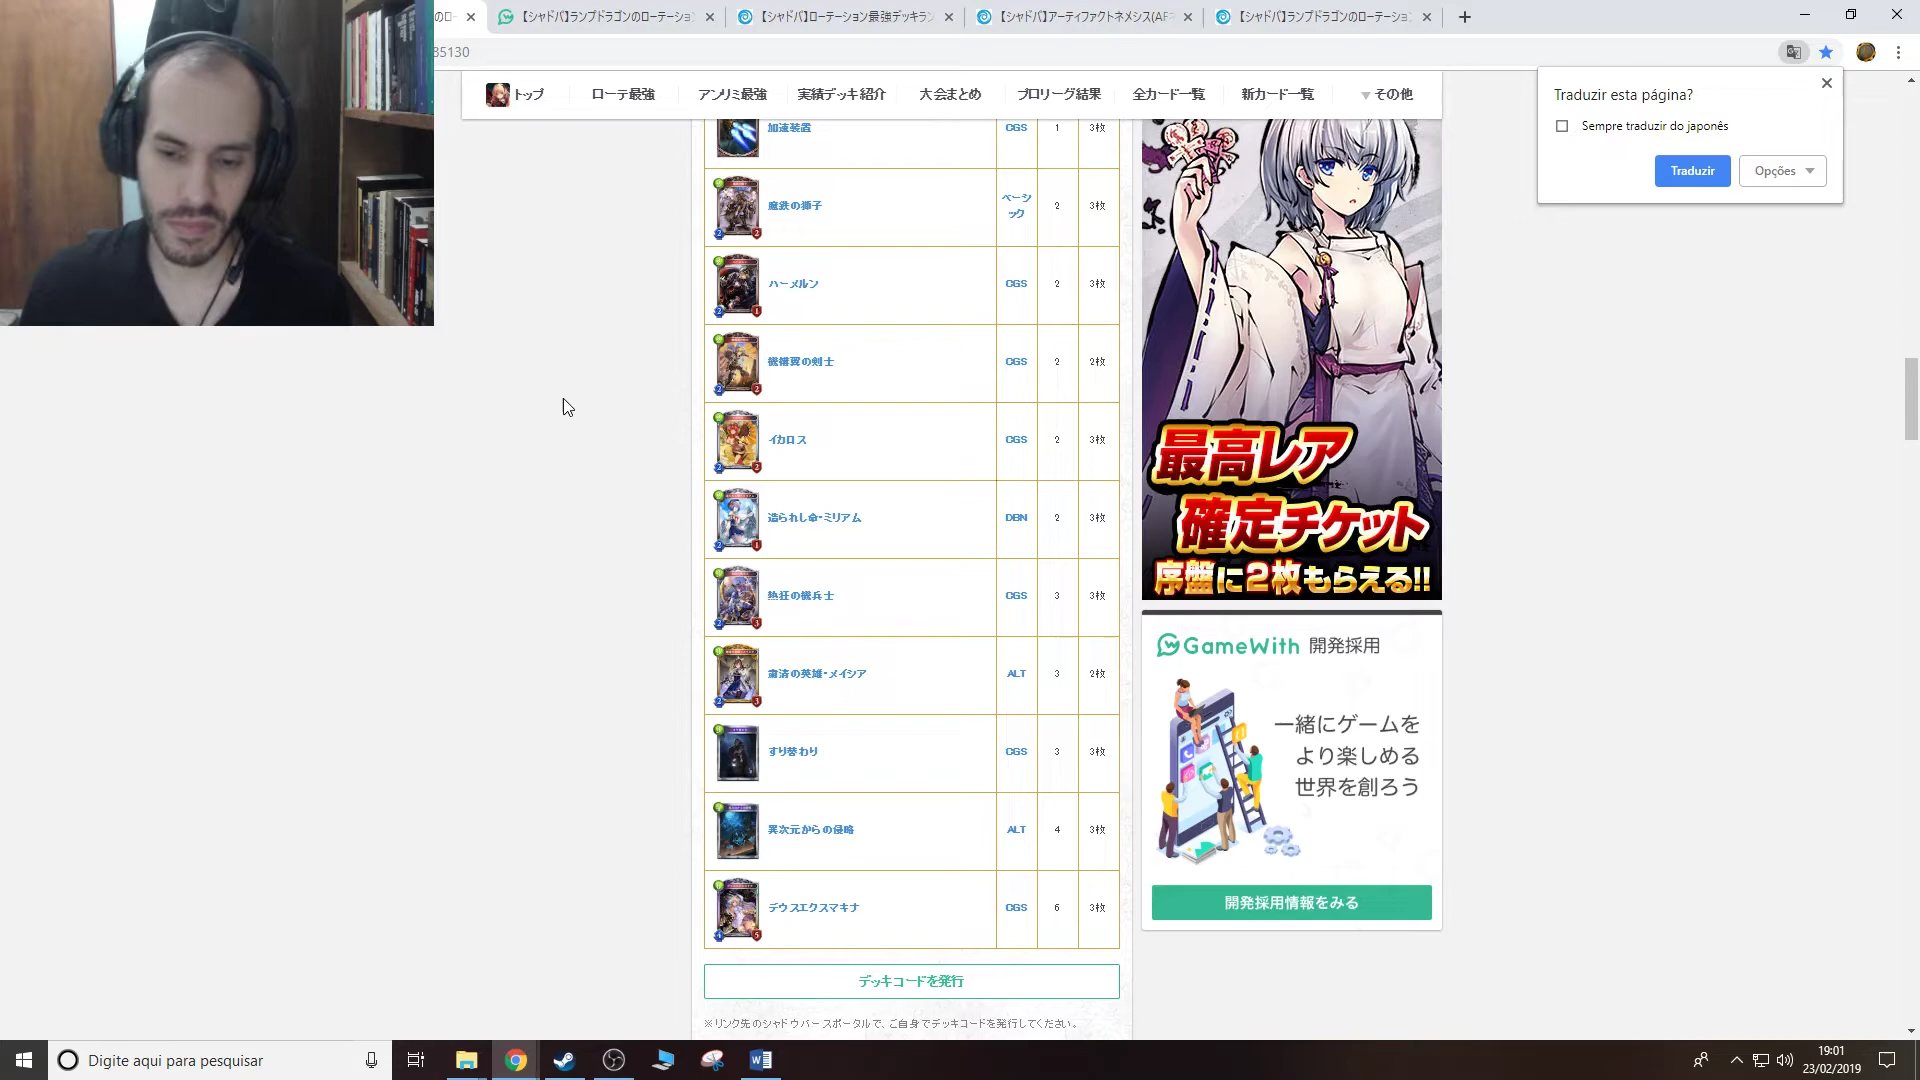 のロー
【シャドバ】ランプドラゴンのローテーション
【シャドバ】ローテーション最強デッキラン
【シャドバ】アーティファクトネメシス(AFネ
【シャドバ】ランプドラゴンのローテーション
85130
トップ
ローテ最強
アンリミ最強
実績デッキ紹介
大会まとめ
プロリーグ結果
全カード一覧
新カード一覧
その他
Traduzir esta página?
Sempre traduzir do japonês
Traduzir
Opções
加速装置 CGS 1 3枚
魔鉄の獅子 ベーシック 2 3枚
ハーメルン CGS 2 3枚
機構翼の剣士 CGS 2 2枚
イカロス CGS 2 3枚
造られし命・ミリアム DBN 2 3枚
熱狂の機兵士 CGS 3 3枚
粛清の英雄・メイシア ALT 3 2枚
すり替わり CGS 3 3枚
異次元からの侵略 ALT 4 3枚
デウスエクスマキナ CGS 6 3枚
デッキコードを発行
※リンク先のシャドウバースポータルで、ご自身でデッキコードを発行してください。
最高レア
確定チケット
序盤に2枚もらえる!!
GameWith 開発採用
一緒にゲームを
より楽しめる
世界を創ろう
開発採用情報をみる
Digite aqui para pesquisar
19:01
23/02/2019